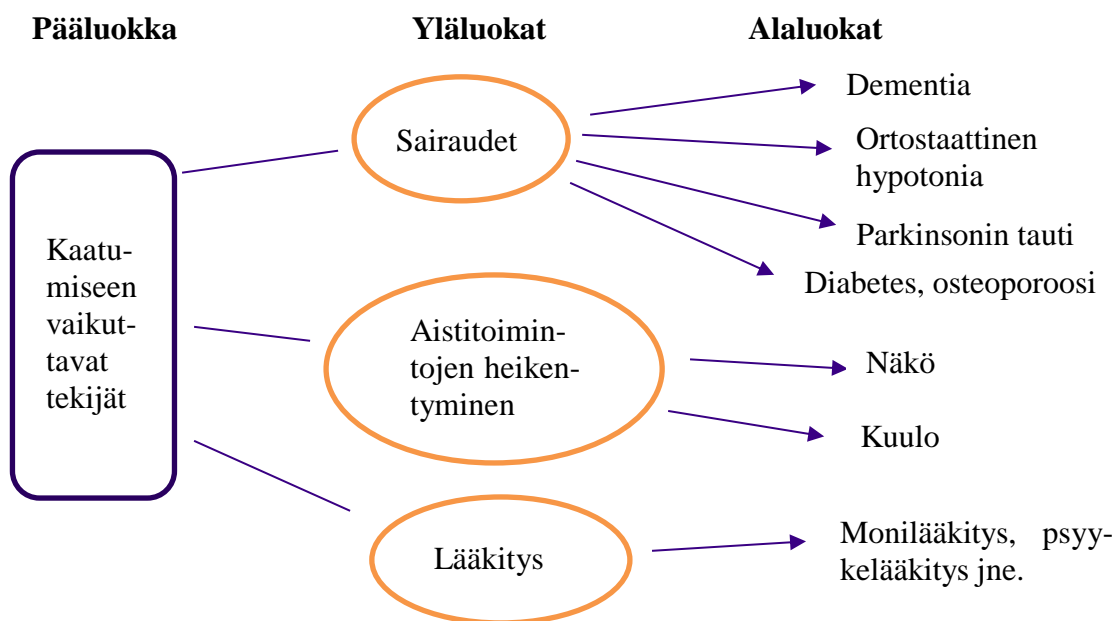 Pääluokka Yläluokat Alaluokat
Kaatu-
miseen
vaikut-
tavat
tekijät
Sairaudet
Dementia
Ortostaattinen
hypotonia
Parkinsonin tauti
Diabetes, osteoporoosi
Aistitoimin-
tojen heiken-
tyminen
Näkö
Kuulo
Lääkitys
Monilääkitys, psyy-
kelääkitys jne.